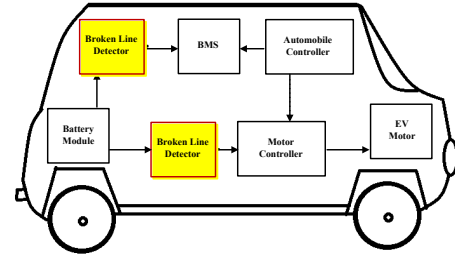 Broken Line
Detector
BMS
Automobile
Controller
Battery
Module
Broken Line
Detector
Motor
Controller
EV
Motor